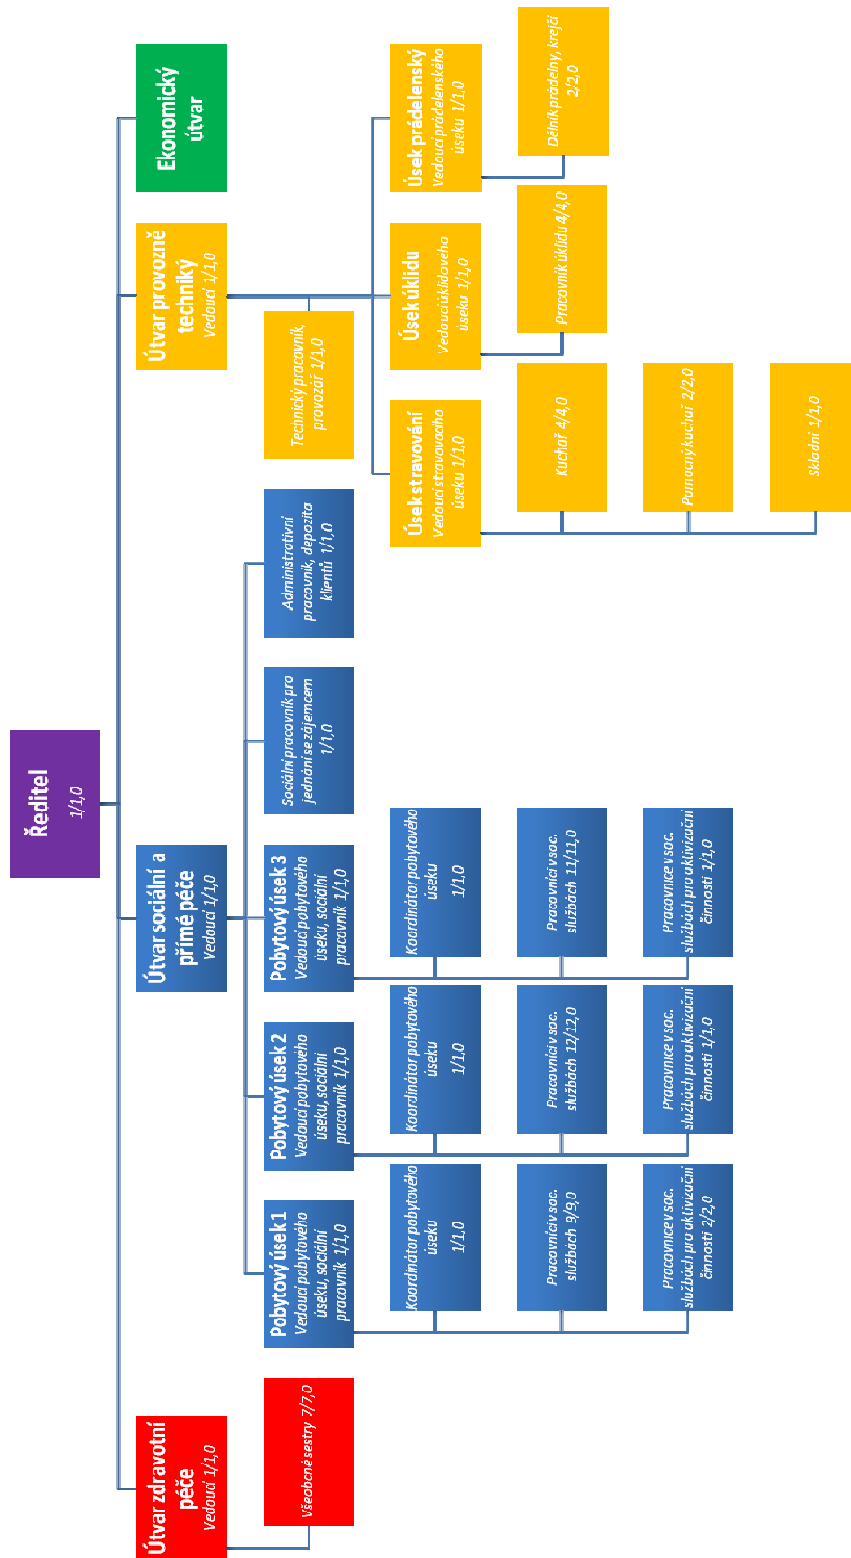 Ředitel
1/1,0
Útvar zdravotní
péče
Vedoucí 1/1,0
Všeobecné sestry 7/7,0
Útvar sociální a
přímé péče
Vedoucí 1/1,0
Pobytový úsek 1
Vedoucí pobytového
úseku, sociální
pracovník 1/1,0
Koordinátor pobytového
úseku
1/1,0
Pracovníci v soc.
službách 9/9,0
Pracovnice v soc.
službách pro aktivizační
činnosti 2/2,0
Pobytový úsek 2
Vedoucí pobytového
úseku, sociální
pracovník 1/1,0
Koordinátor pobytového
úseku
1/1,0
Pracovníci v soc.
službách 12/12,0
Pracovnice v soc.
službách pro aktivizační
činnosti 1/1,0
Pobytový úsek 3
Vedoucí pobytového
úseku, sociální
pracovník 1/1,0
Koordinátor pobytového
úseku
1/1,0
Pracovníci v soc.
službách 11/11,0
Pracovnice v soc.
službách pro aktivizační
činnosti 1/1,0
Sociální pracovník pro
jednání se zájemcem
1/1,0
Administrativní
pracovník, depozita
klientů 1/1,0
Útvar provozně
techniký
Vedoucí 1/1,0
Technický pracovník,
provozář 1/1,0
Úsek stravování
Vedoucí stravovacího
úseku 1/1,0
Kuchař 4/4,0
Pomocný kuchař 2/2,0
Skladní 1/1,0
Úsek úklidu
Vedoucí úklidového
úseku 1/1,0
Pracovník úklidu 4/4,0
Úsek prádelenský
Vedoucí prádelenského
úseku 1/1,0
Dělník prádelny, krejčí
2/2,0
Ekonomický
útvar